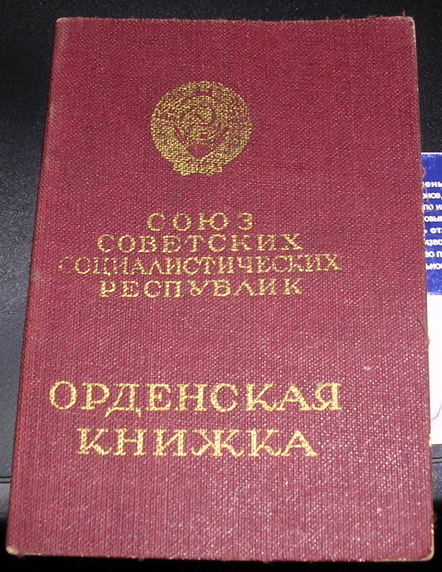 СОЮЗ
СОВЕТСКИХ
СОЦИАЛИСТИЧЕСКИХ
РЕСПУБЛИК
ОРДЕНСКАЯ
КНИЖКА